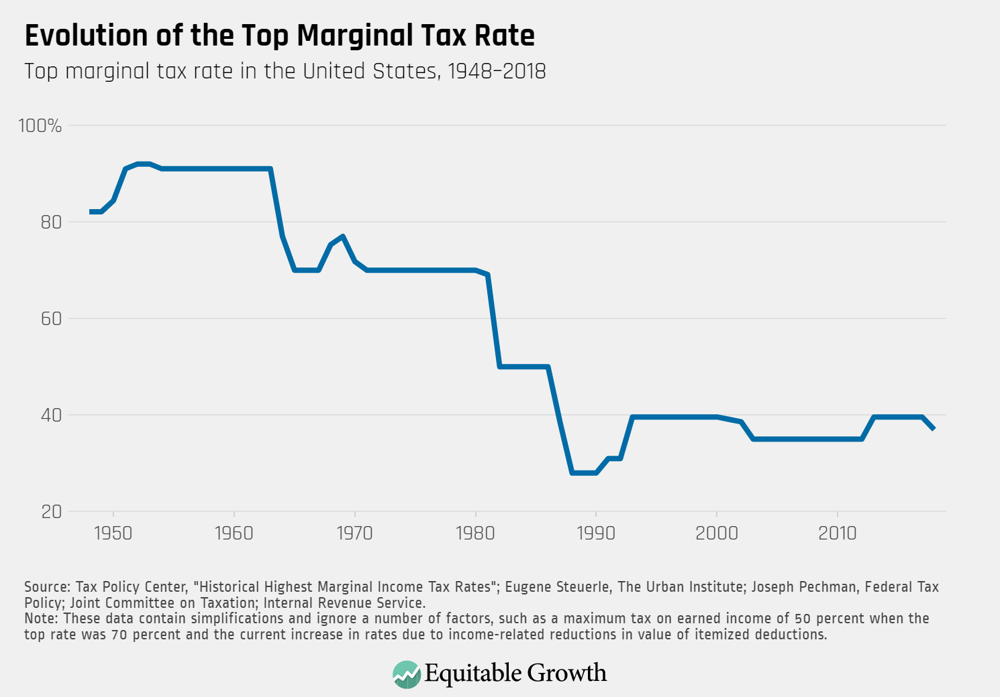 Evolution of the Top Marginal Tax Rate
Top marginal tax rate in the United States, 1948–2018
100%
80
60
40
20
1950 1960 1970 1980 1990 2000 2010
Source: Tax Policy Center, "Historical Highest Marginal Income Tax Rates"; Eugene Steuerle, The Urban Institute; Joseph Pechman, Federal Tax
Policy; Joint Committee on Taxation; Internal Revenue Service.
Note: These data contain simplifications and ignore a number of factors, such as a maximum tax on earned income of 50 percent when the
top rate was 70 percent and the current increase in rates due to income-related reductions in value of itemized deductions.
Equitable Growth